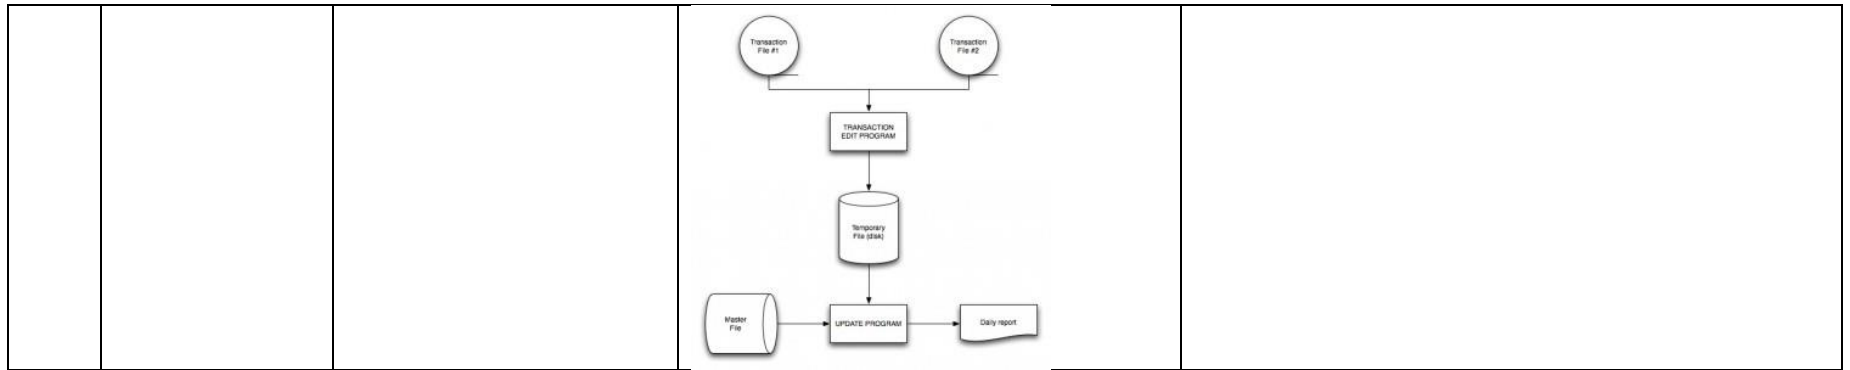 Transaction
File #1
Transaction
File #2
TRANSACTION
EDIT PROGRAM
Temporary
File (disk)
Master
File
UPDATE PROGRAM
Daily report